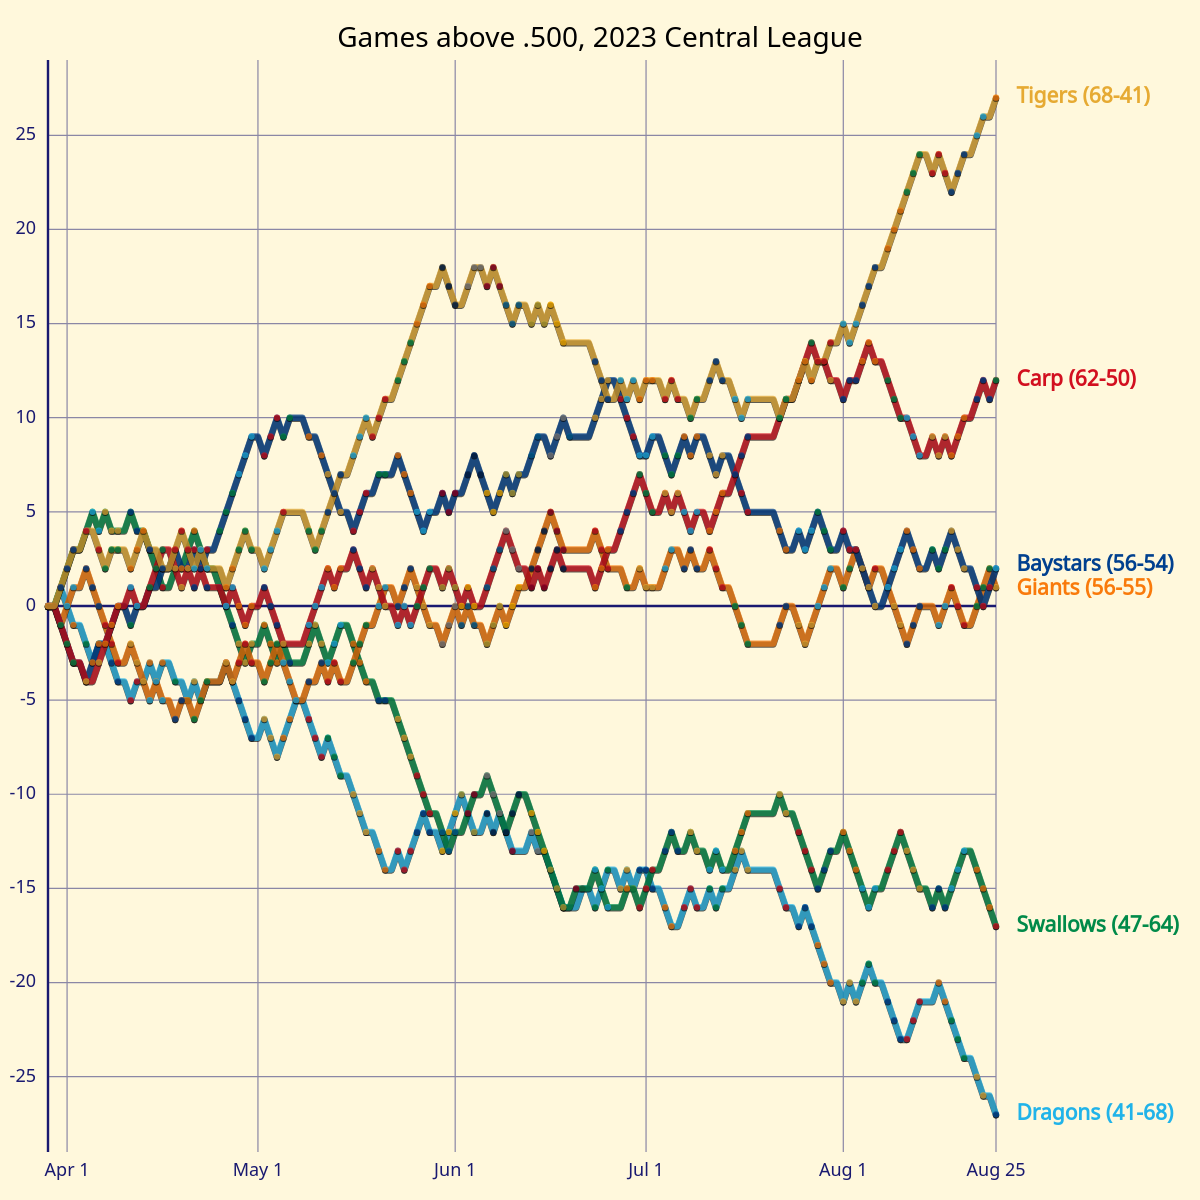 Games above .500, 2023 Central League
25
20
15
10
5
0
-5
-10
-15
-20
-25
Tigers (68-41)
Carp (62-50)
Baystars (56-54)
Giants (56-55)
Swallows (47-64)
Dragons (41-68)
Apr 1
May 1
Jun 1
Jul 1
Aug 1
Aug 25